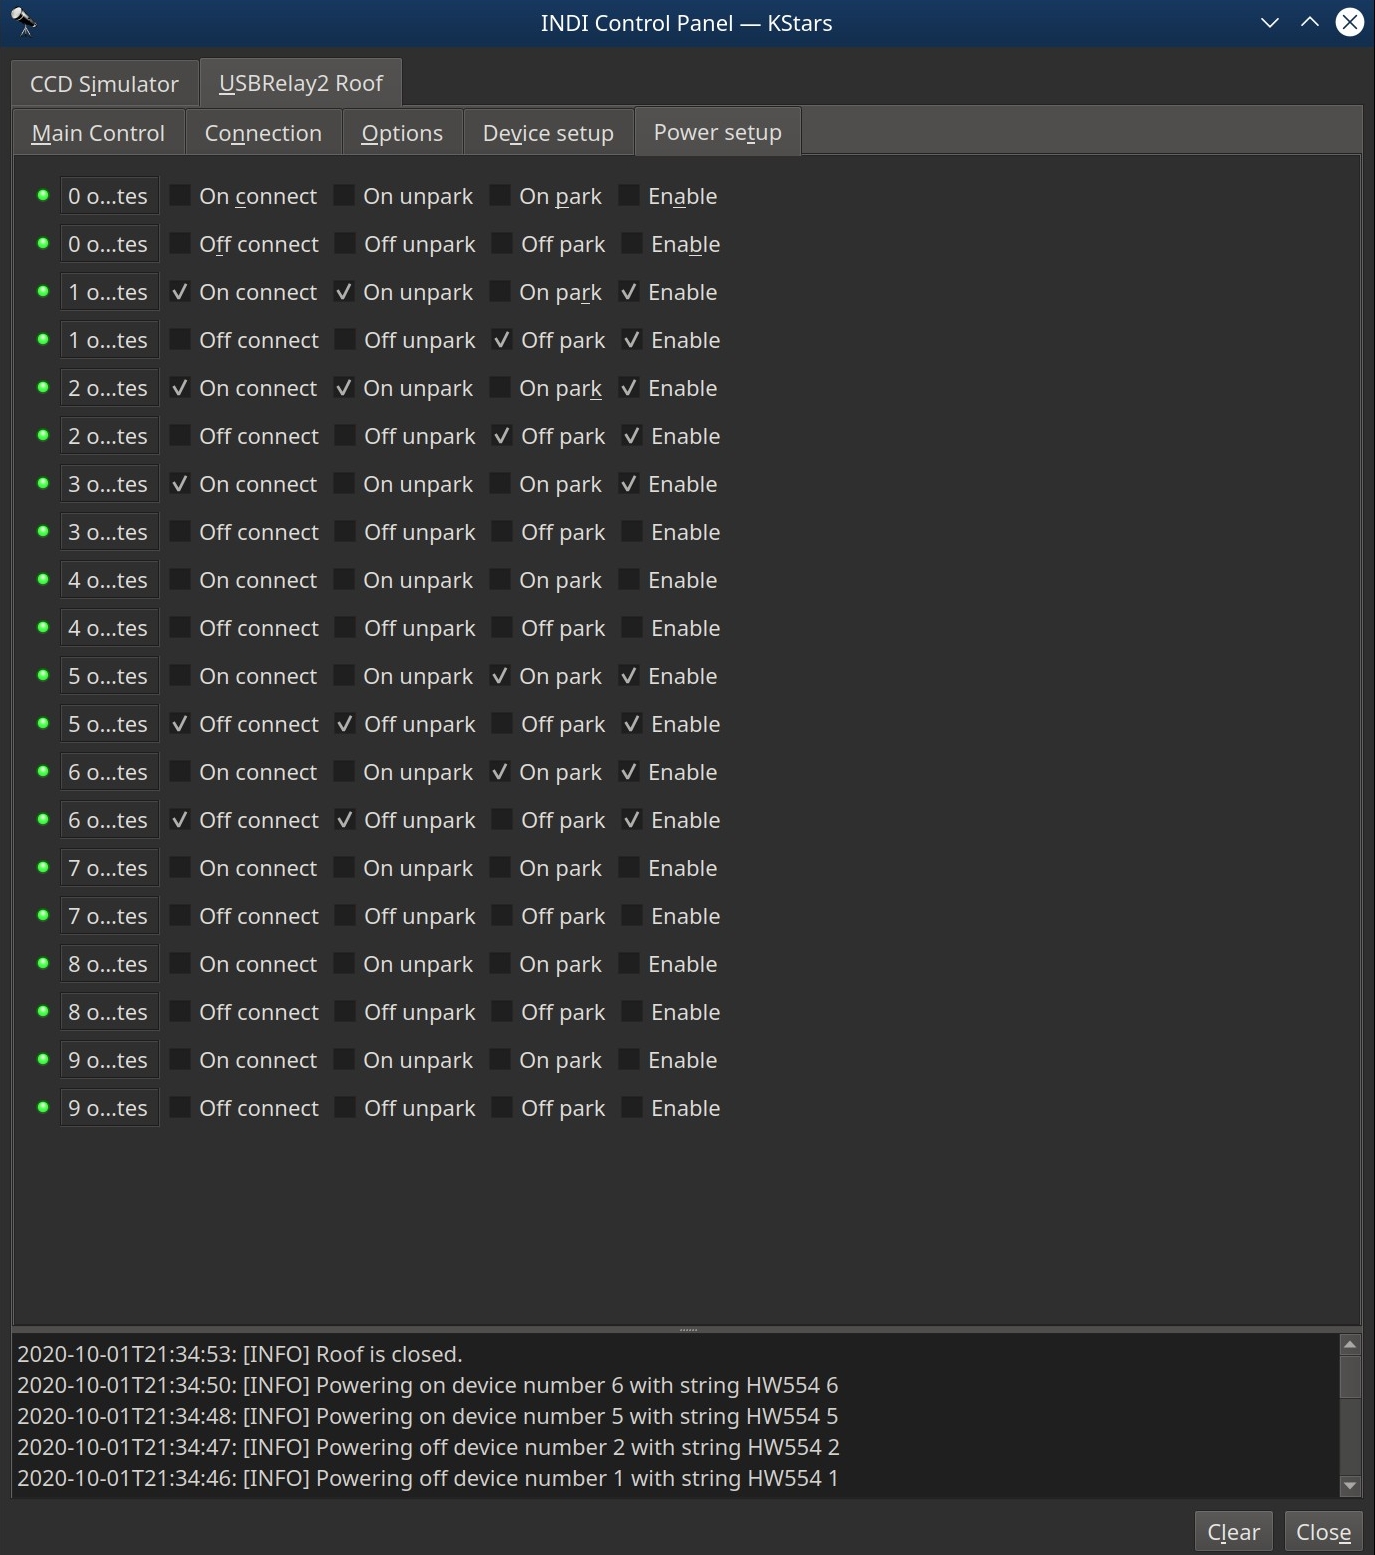 INDI Control Panel — KStars
CCD Simulator USBRelay2 Roof
Main Control Connection Options Device setup Power setup
0 o...tes On connect On unpark On park Enable
0 o...tes Off connect Off unpark Off park Enable
1 o...tes On connect On unpark On park Enable
1 o...tes Off connect Off unpark Off park Enable
2 o...tes On connect On unpark On park Enable
2 o...tes Off connect Off unpark Off park Enable
3 o...tes On connect On unpark On park Enable
3 o...tes Off connect Off unpark Off park Enable
4 o...tes On connect On unpark On park Enable
4 o...tes Off connect Off unpark Off park Enable
5 o...tes On connect On unpark On park Enable
5 o...tes Off connect Off unpark Off park Enable
6 o...tes On connect On unpark On park Enable
6 o...tes Off connect Off unpark Off park Enable
7 o...tes On connect On unpark On park Enable
7 o...tes Off connect Off unpark Off park Enable
8 o...tes On connect On unpark On park Enable
8 o...tes Off connect Off unpark Off park Enable
9 o...tes On connect On unpark On park Enable
9 o...tes Off connect Off unpark Off park Enable
2020-10-01T21:34:53: [INFO] Roof is closed.
2020-10-01T21:34:50: [INFO] Powering on device number 6 with string HW554 6
2020-10-01T21:34:48: [INFO] Powering on device number 5 with string HW554 5
2020-10-01T21:34:47: [INFO] Powering off device number 2 with string HW554 2
2020-10-01T21:34:46: [INFO] Powering off device number 1 with string HW554 1
Clear Close